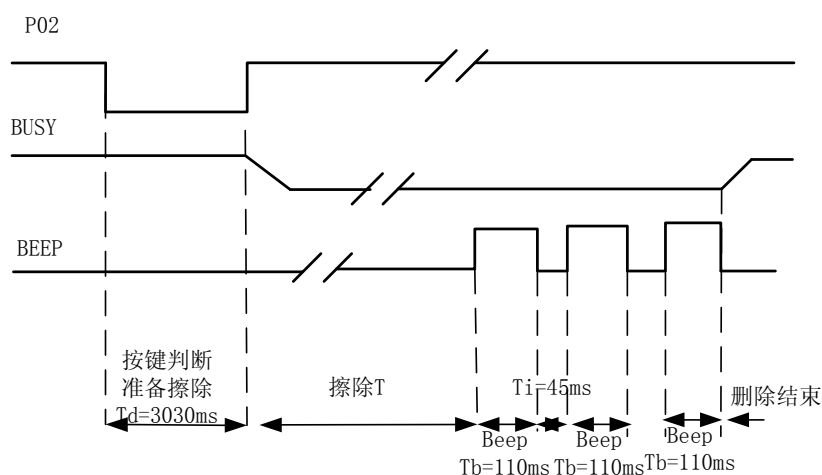 P02
BUSY
BEEP
按键判断
准备擦除
Td=3030ms
擦除T
Ti=45ms
删除结束
Beep
Tb=110ms
Beep
Tb=110ms
Beep
Tb=110ms